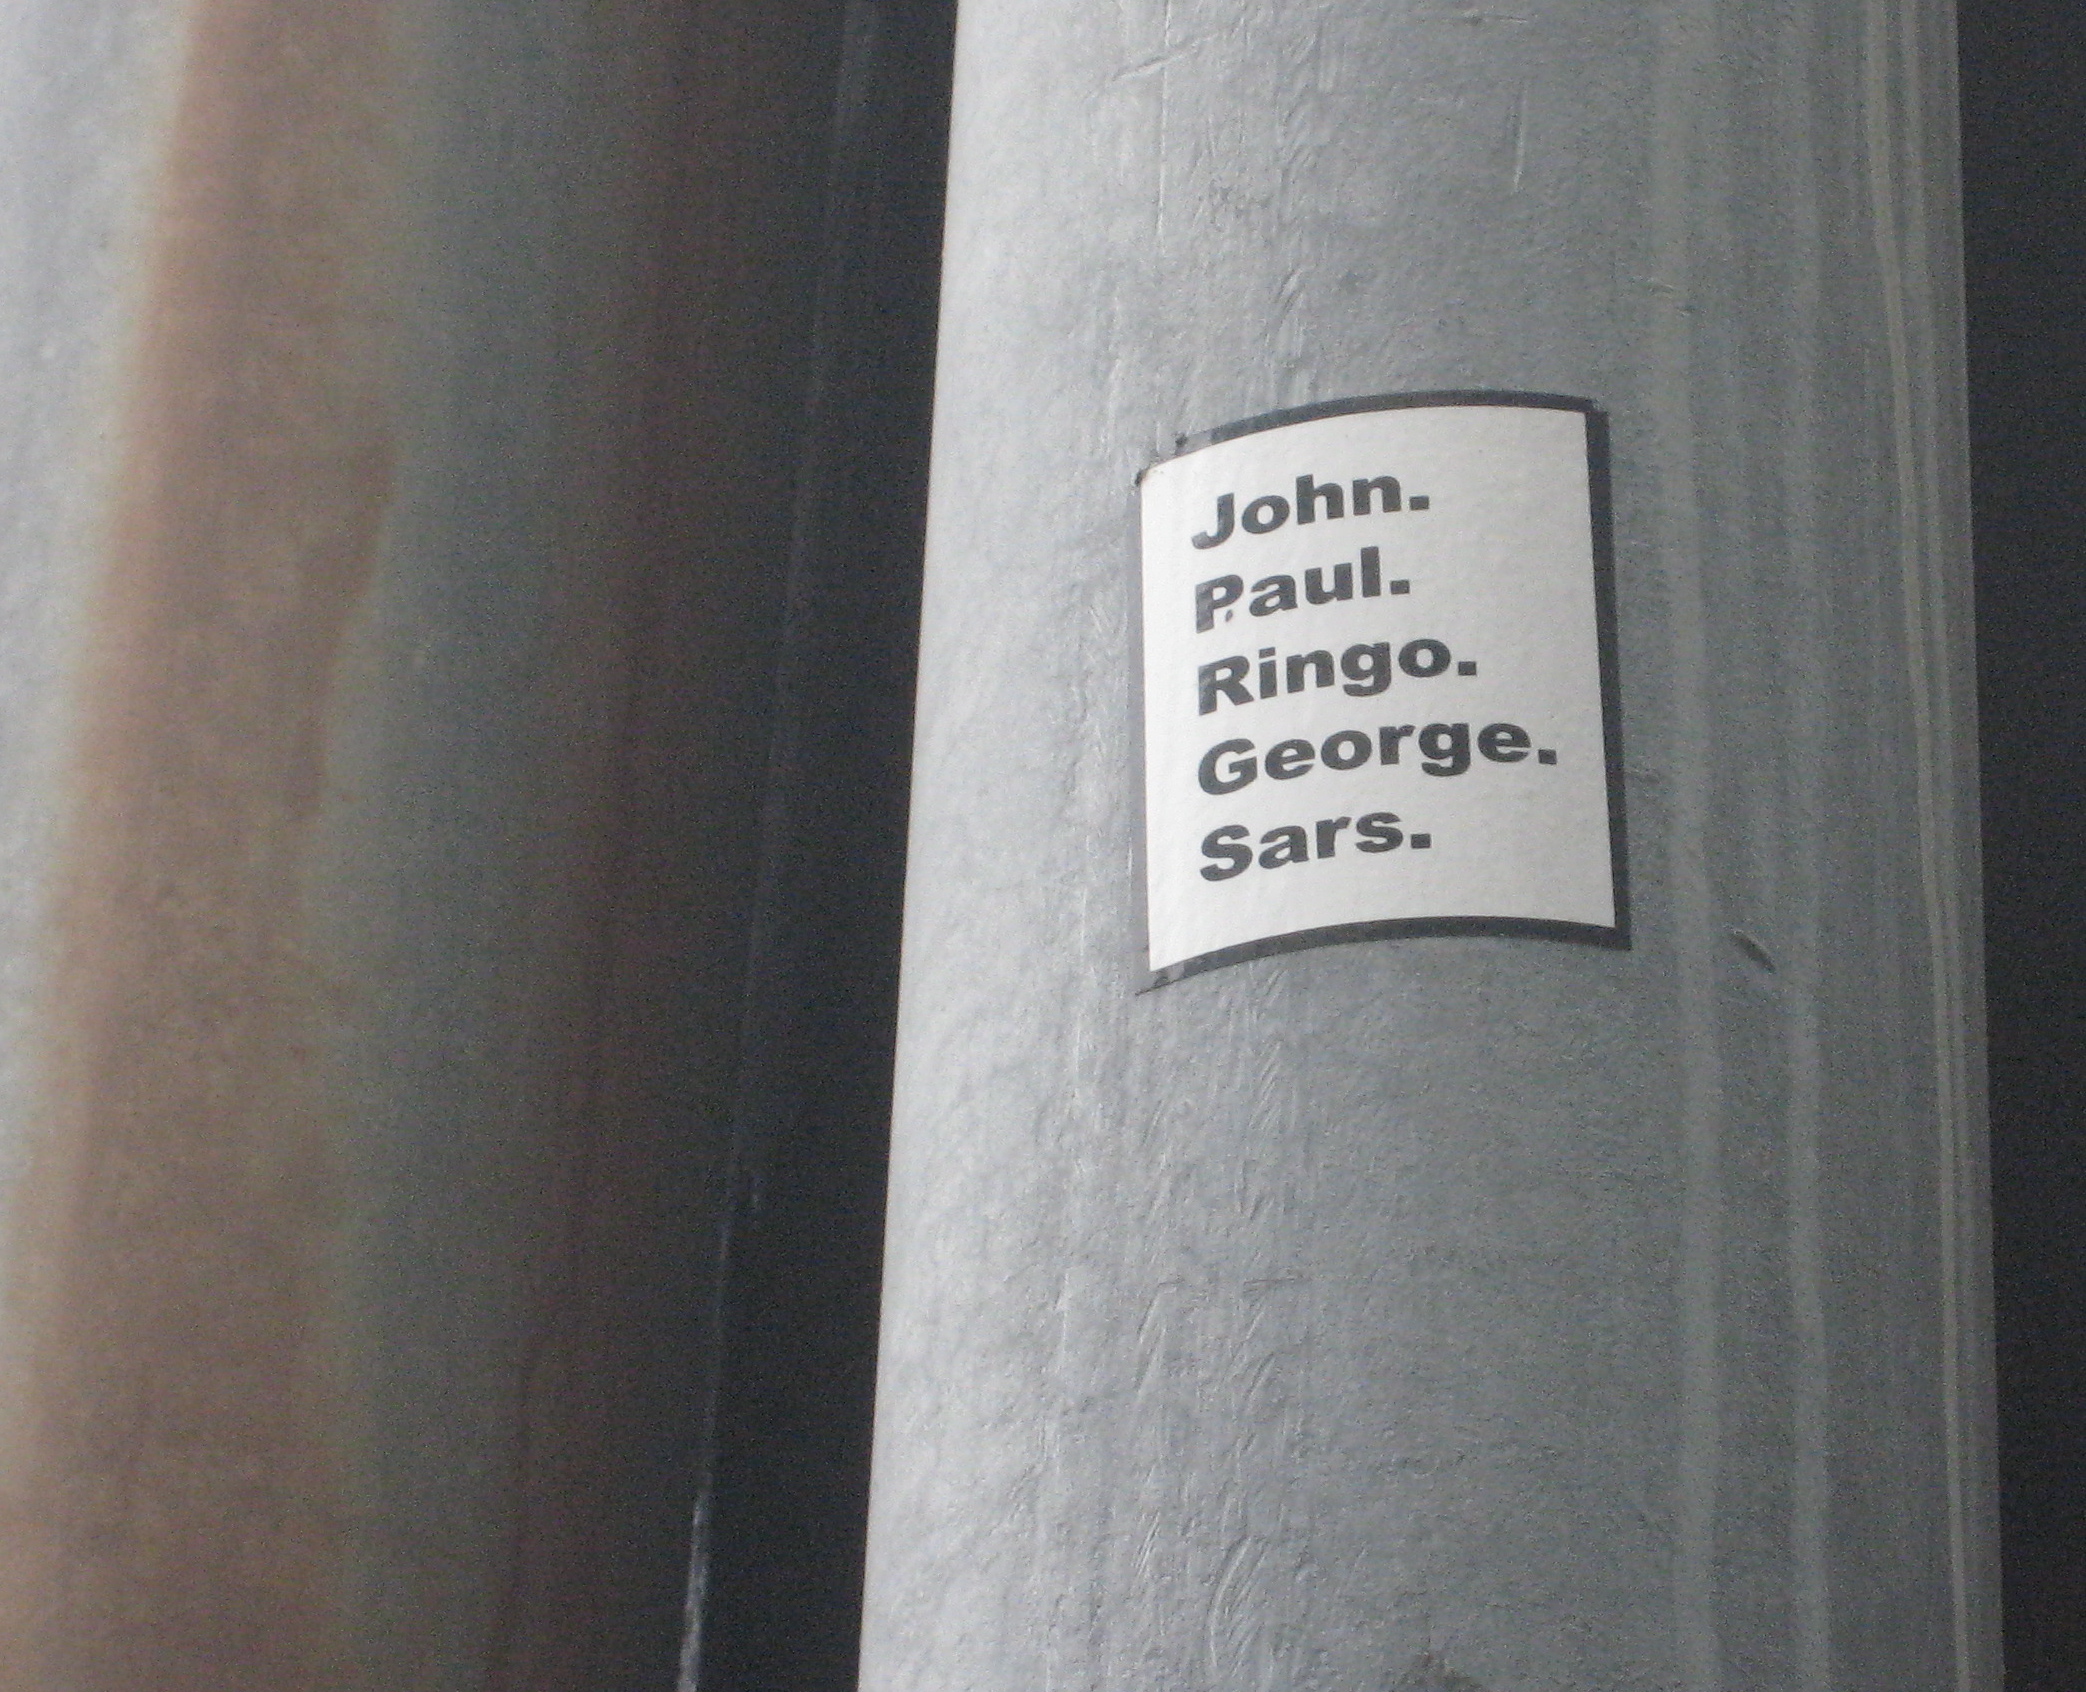 John.
Paul.
Ringo.
George.
Sars.